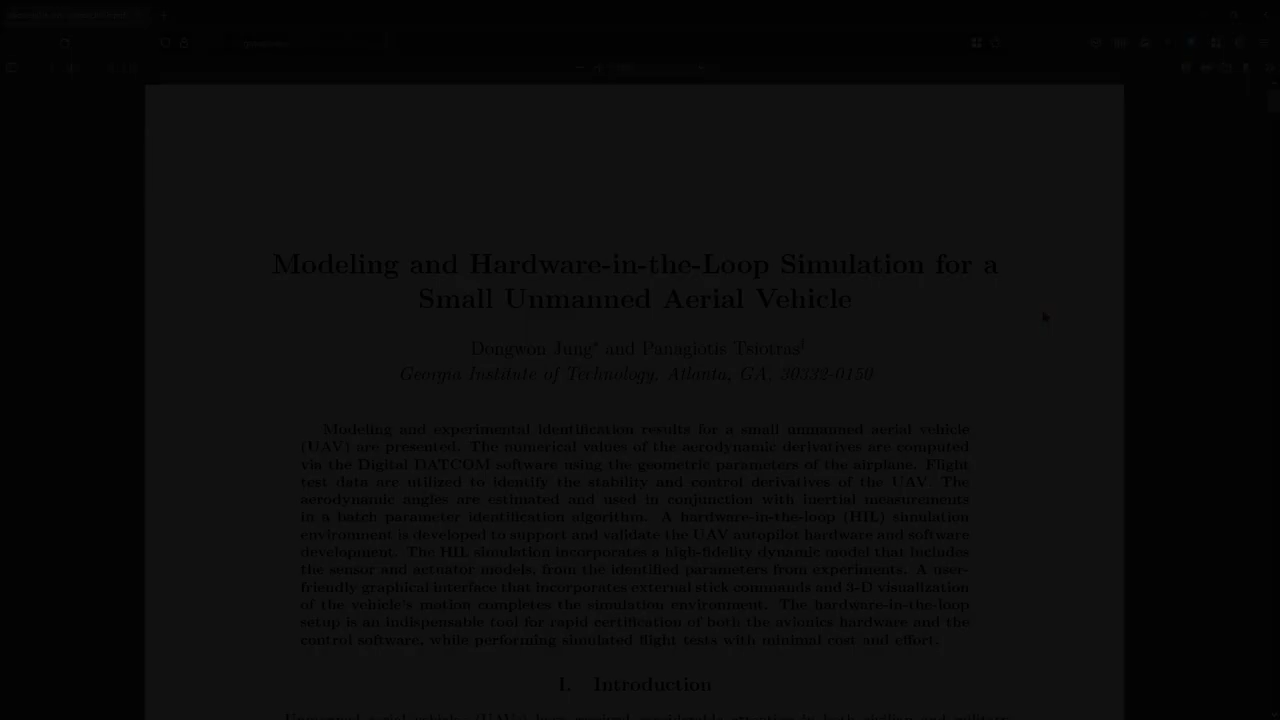 Modeling and Hardware-in-the-Loop Simulation for a
Small Unmanned Aerial Vehicle
Dongwon Jung* and Panagiotis Tsiotras†
Georgia Institute of Technology, Atlanta, GA, 30332-0150
Modeling and experimental identification results for a small unmanned aerial vehicle
(UAV) are presented. The numerical values of the aerodynamic derivatives are computed
via the Digital DATCOM software using the geometric parameters of the airplane. Flight
test data are utilized to identify the stability and control derivatives of the UAV. The
aerodynamic angles are estimated and used in conjunction with inertial measurements
in a batch parameter identification algorithm. A hardware-in-the-loop (HIL) simulation
environment is developed to support and validate the UAV autopilot hardware and software
development. The HIL simulation incorporates a high-fidelity dynamic model that includes
the sensor and actuator models, from the identified parameters from experiments. A user-
friendly graphical interface that incorporates external stick commands and 3-D visualization
of the vehicle's motion completes the simulation environment. The hardware-in-the-loop
setup is an indispensable tool for rapid certification of both the avionics hardware and the
control software, while performing simulated flight tests with minimal cost and effort.
I. Introduction